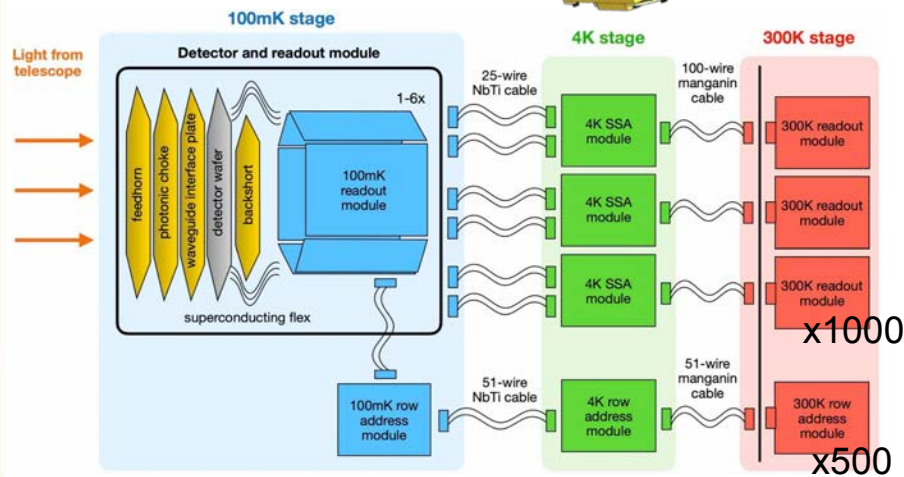 100mK stage
4K stage
300K stage
Light from
telescope
Detector and readout module
1-6x
25-wire
NbTi cable
100-wire
manganin
cable
feedhorn
photonic choke
waveguide interface plate
detector wafer
backshort
100mK
readout
module
superconducting flex
4K SSA
module
300K readout
module
4K SSA
module
300K readout
module
4K SSA
module
300K readout
module
x1000
100mK row
address
module
51-wire
NbTi cable
4K row
address
module
51-wire
manganin
cable
300K row
address
module
x500